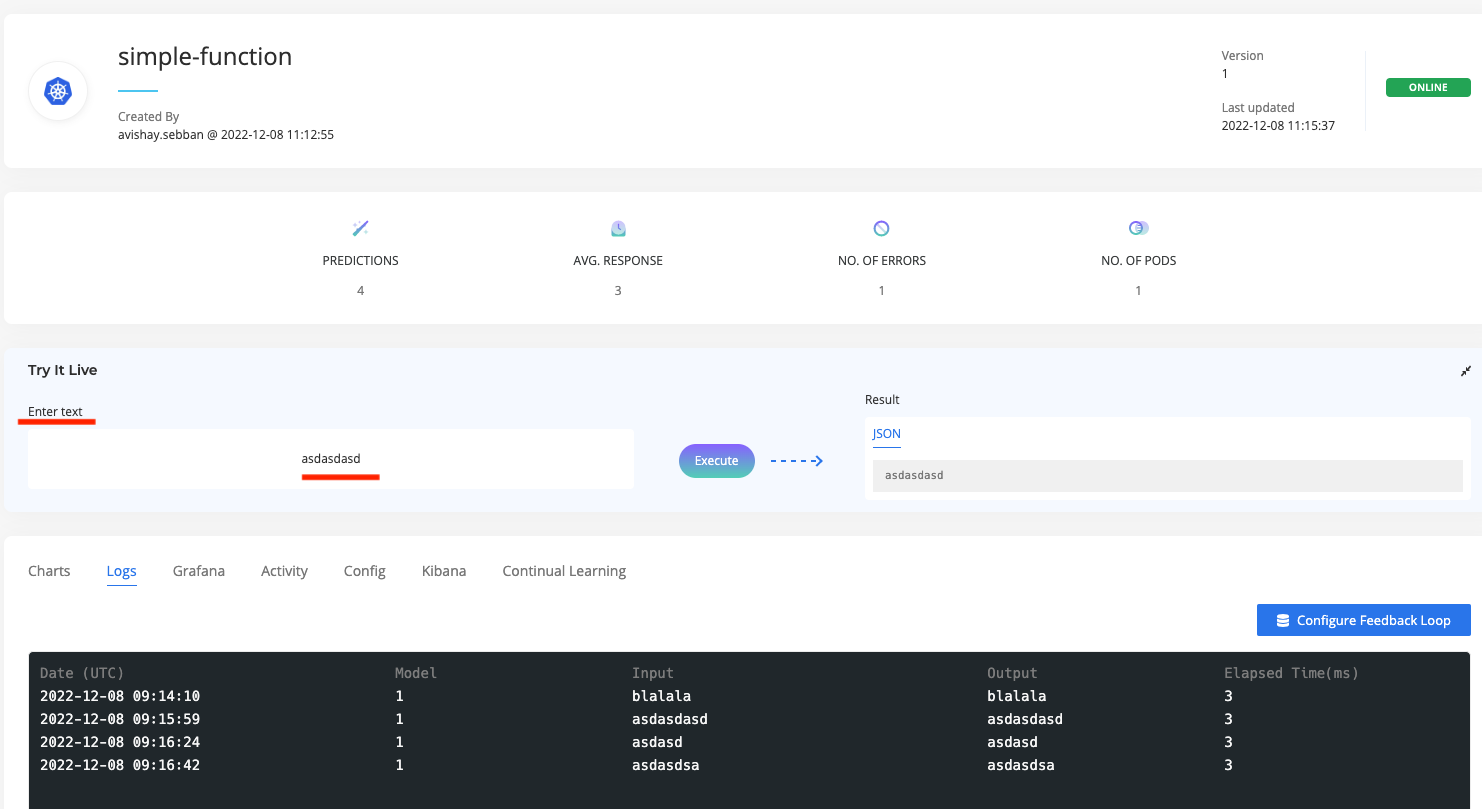 simple-function
Created By
avishay.sebban @ 2022-12-08 11:12:55
Version
1
Last updated
2022-12-08 11:15:37
ONLINE
PREDICTIONS AVG. RESPONSE NO. OF ERRORS NO. OF PODS
4 3 1 1
Try It Live
Enter text
asdasdasd
Execute
Result
JSON
asdasdasd
Charts Logs Grafana Activity Config Kibana Continual Learning
Configure Feedback Loop
Date (UTC) Model Input Output Elapsed Time(ms)
2022-12-08 09:14:10 1 blalala blalala 3
2022-12-08 09:15:59 1 asdasdasd asdasdasd 3
2022-12-08 09:16:24 1 asdasd asdasd 3
2022-12-08 09:16:42 1 asdasdsa asdasdsa 3